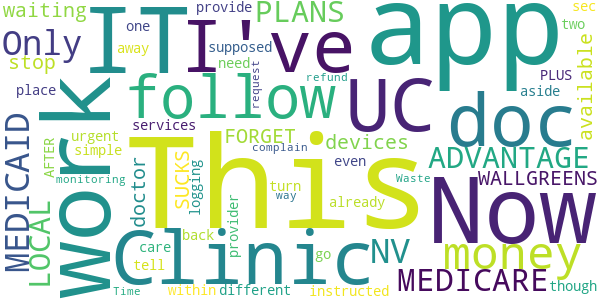 waiting
one
provide
PLANS
app
sec
Only
IT
I've
away
supposed
two
stop
need
PLUS
place
work
follow
request
refund
UC
aside
doc
available
MEDICAID
AFTER
urgent
services
FORGET
devices
simple
This
complain
even
ADVANTAGE
LOCAL
doctor
SUCKS
logging
monitoring
turn
way
already
Waste
WALLGREENS
Now
Clinic
back
provider
NV
money
care
tell
go
within
different
instructed
MEDICARE
though
Time